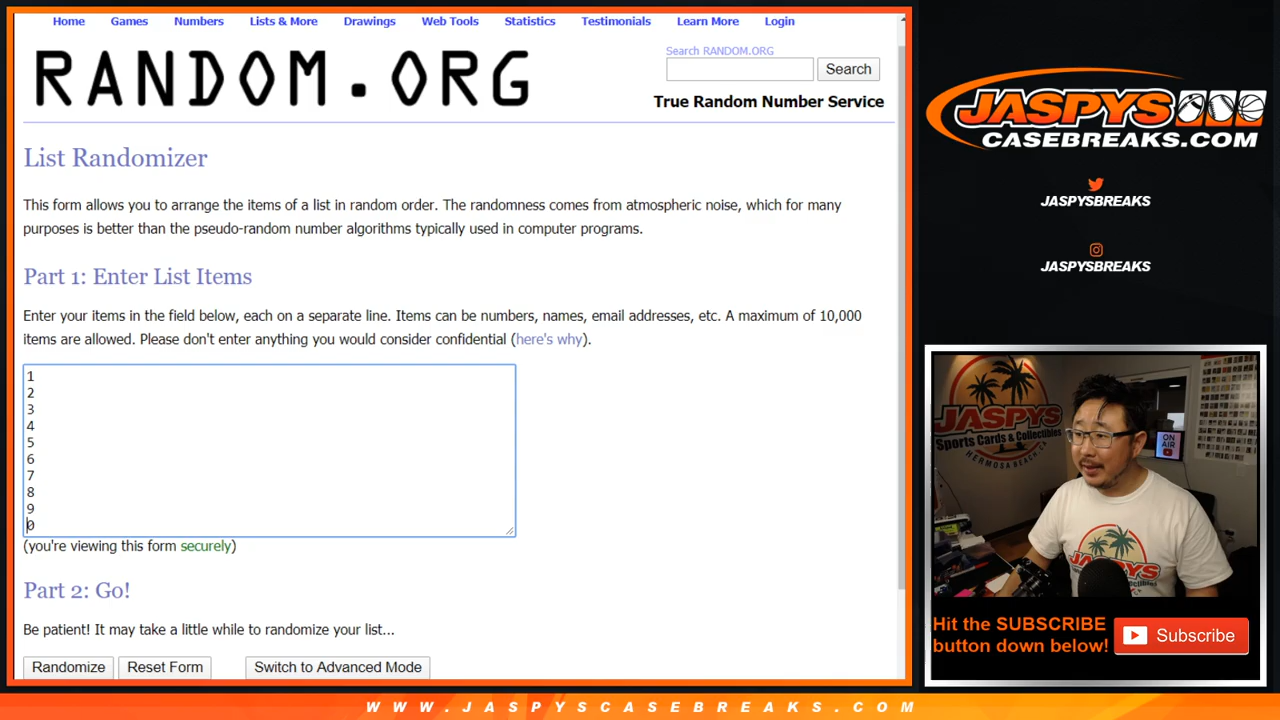 Home Games Numbers Lists & More Drawings Web Tools Statistics Testimonials Learn More Login
RANDOM.ORG
Search RANDOM.ORG
Search
True Random Number Service
List Randomizer
This form allows you to arrange the items of a list in random order. The randomness comes from atmospheric noise, which for many
purposes is better than the pseudo-random number algorithms typically used in computer programs.
Part 1: Enter List Items
Enter your items in the field below, each on a separate line. Items can be numbers, names, email addresses, etc. A maximum of 10,000
items are allowed. Please don't enter anything you would consider confidential (here's why).
1
2
3
4
5
6
7
8
9
0
(you're viewing this form securely)
Part 2: Go!
Be patient! It may take a little while to randomize your list...
Randomize Reset Form Switch to Advanced Mode
JASPYS
CASEBREAKS.COM
JASPYSBREAKS
JASPYSBREAKS
JASPYS
Sports Cards & Collectibles
HERMOSA BEACH, CA
ON
AIR
JASPYS
Hit the SUBSCRIBE
button down below!
Subscribe
WWW.JASPYSCASEBREAKS.COM